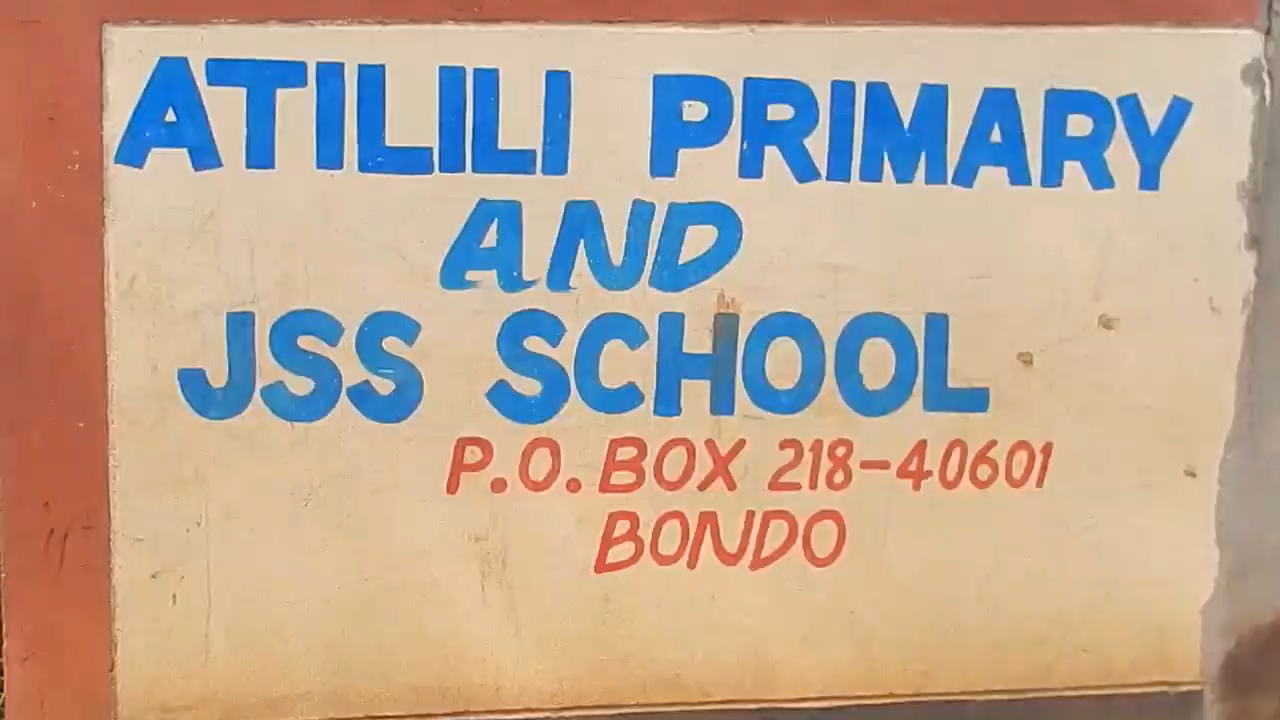 ATILILI PRIMARY
AND
JSS SCHOOL
P.O. BOX 218-40601
BONDO